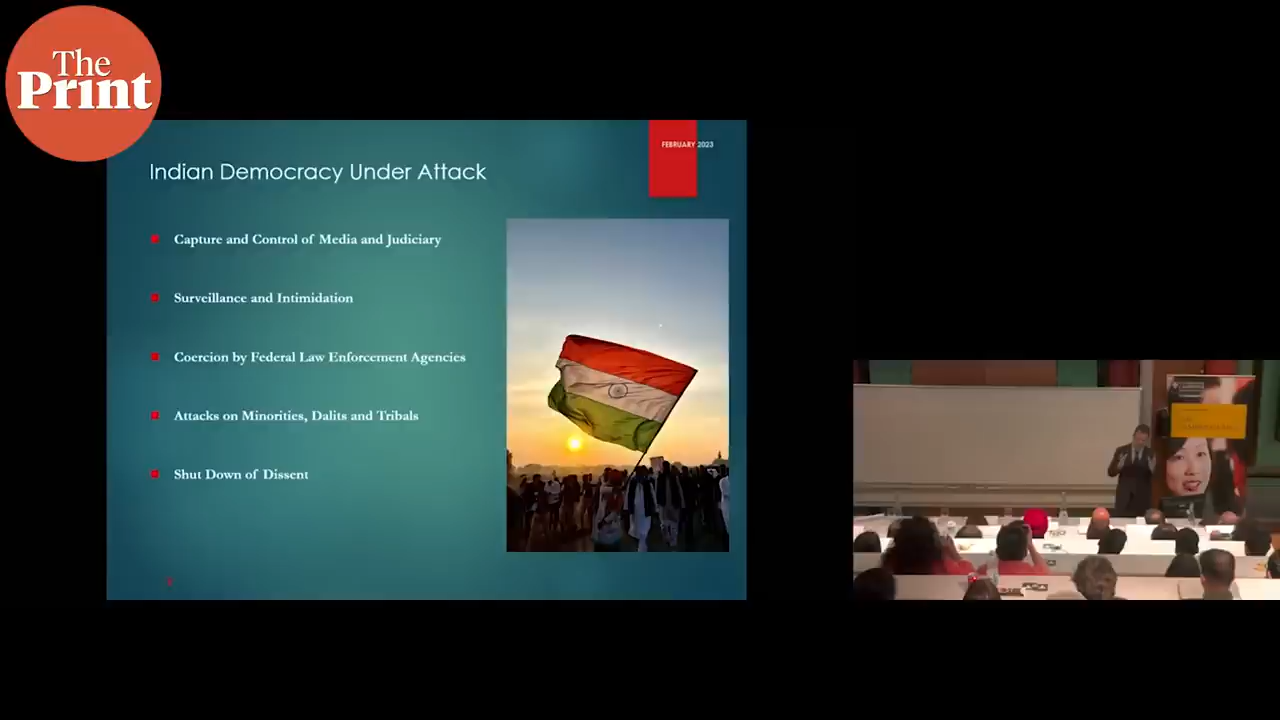 The
Print
FEBRUARY 2023
Indian Democracy Under Attack
Capture and Control of Media and Judiciary
Surveillance and Intimidation
Coercion by Federal Law Enforcement Agencies
Attacks on Minorities, Dalits and Tribals
Shut Down of Dissent